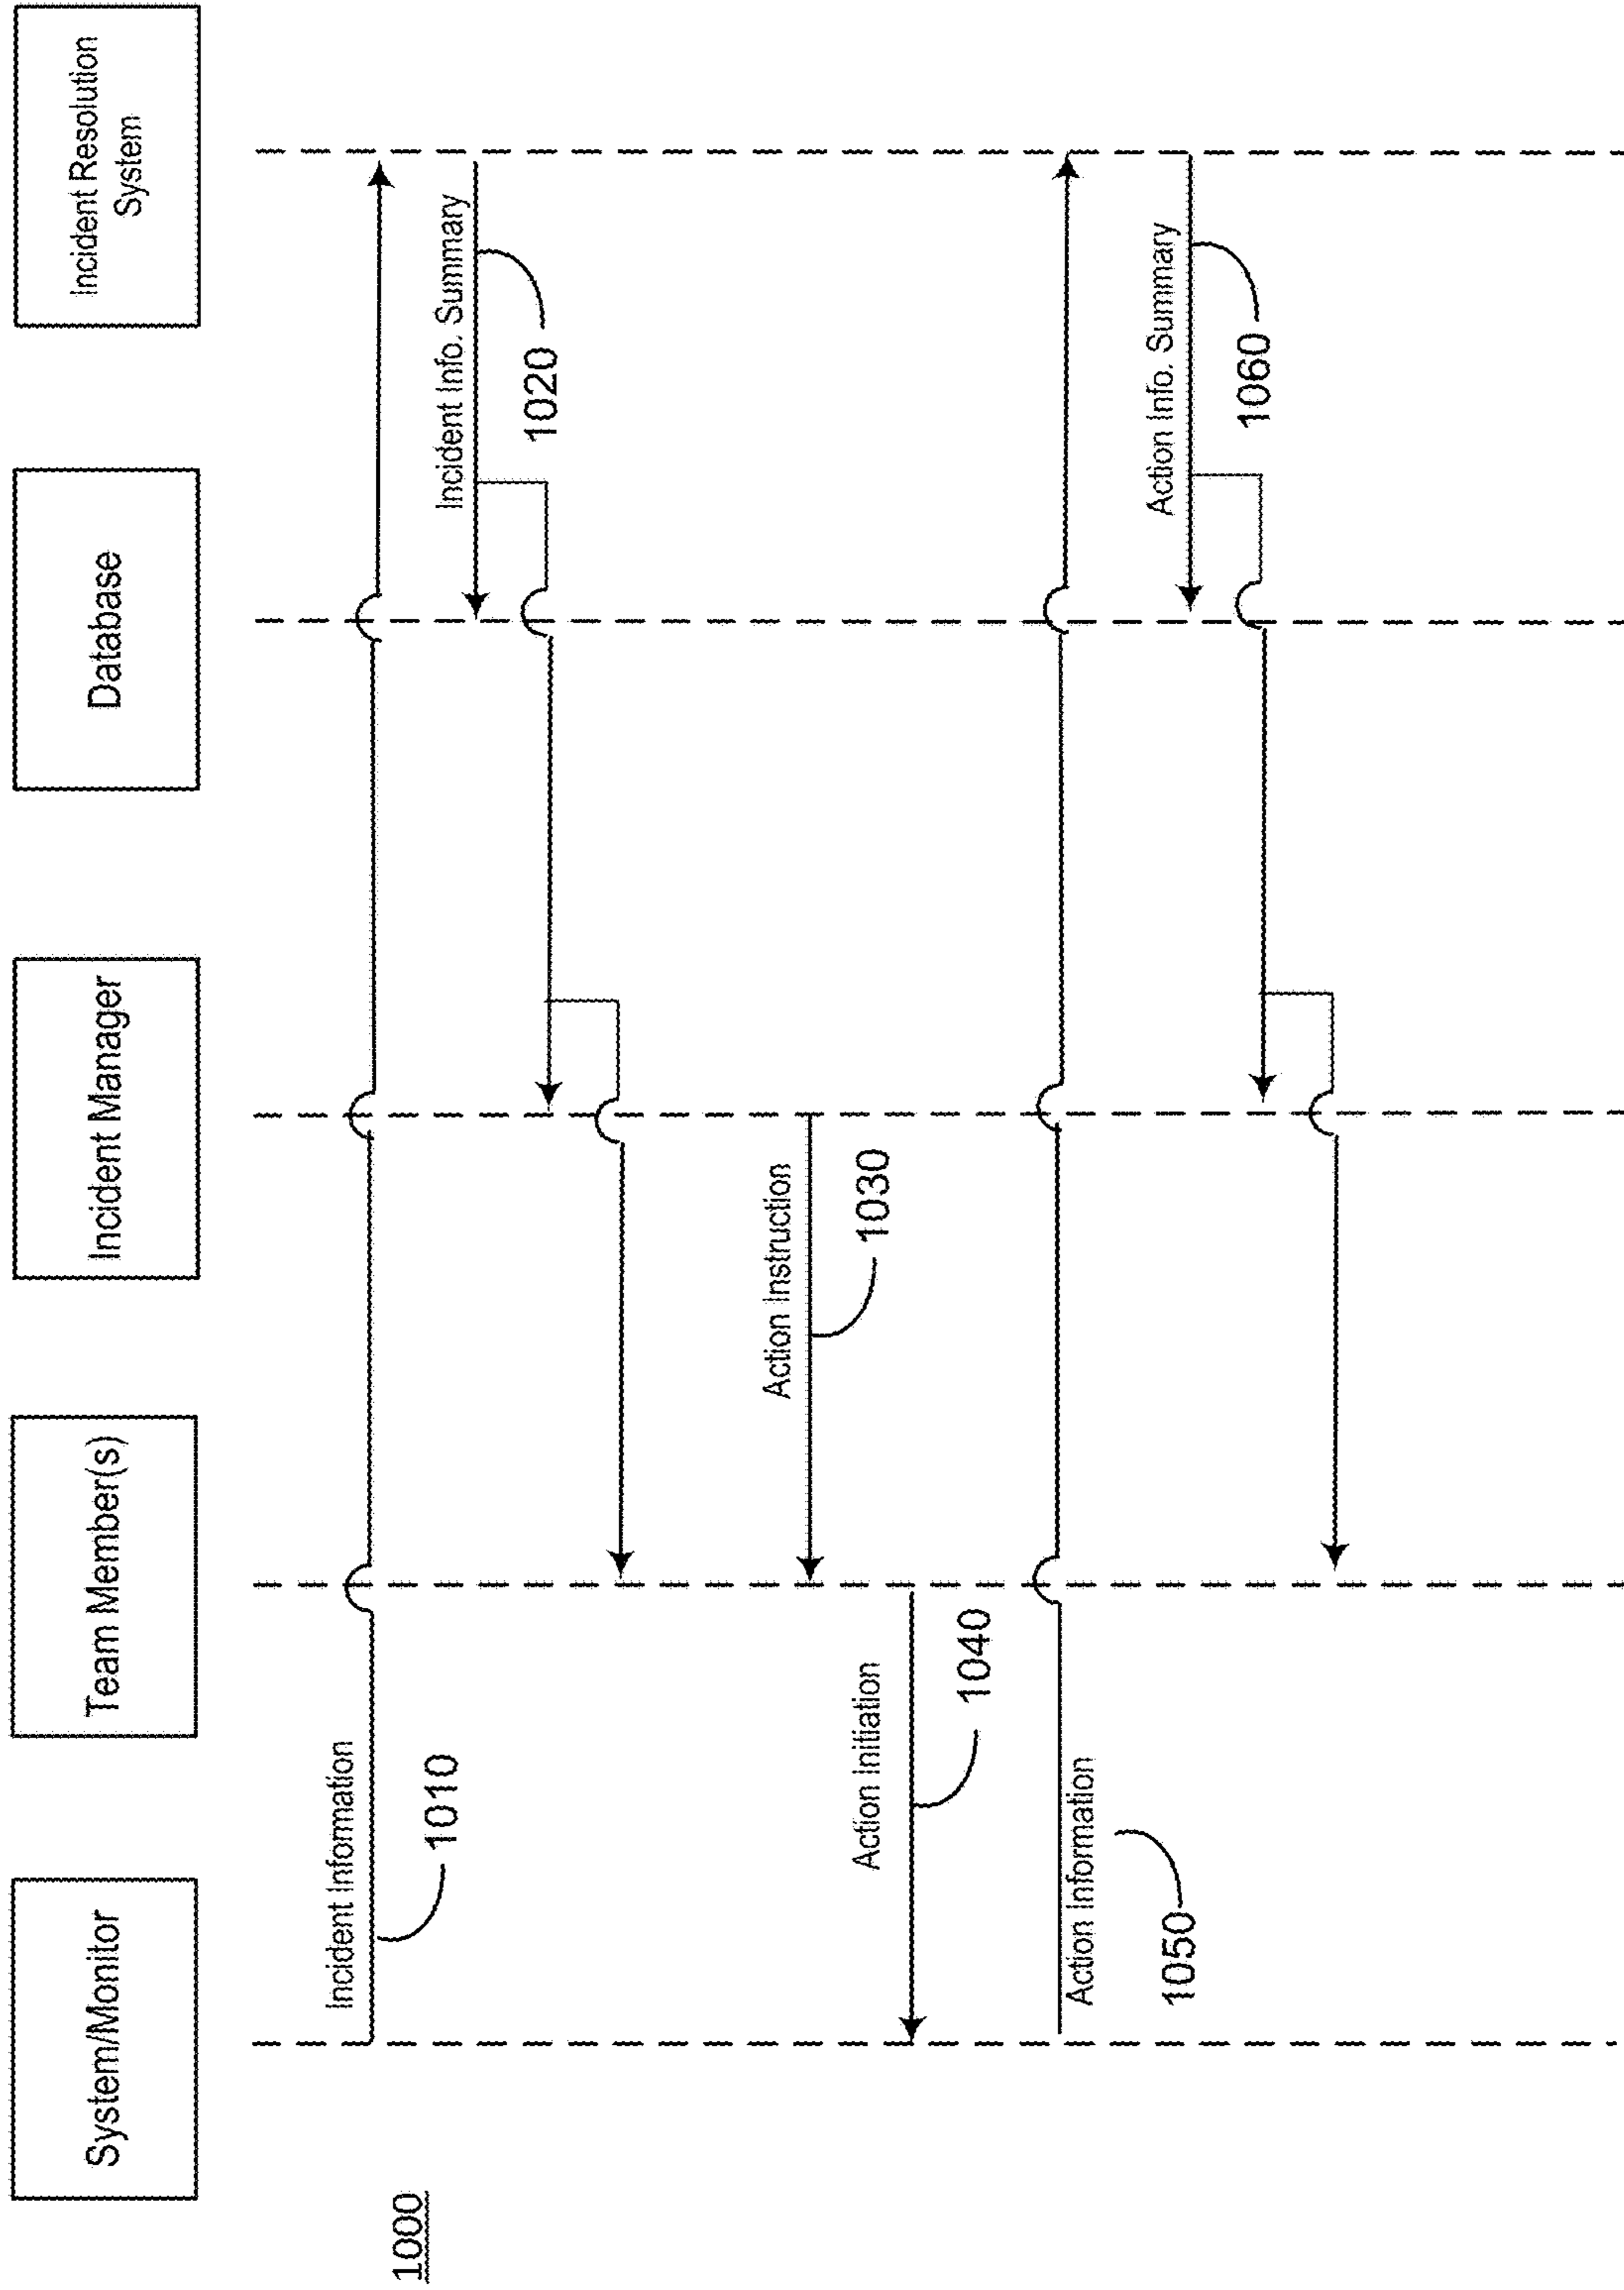 System/Monitor
Team Member(s)
Incident Manager
Database
Incident Resolution
System
1000
Incident Information
1010
Incident Info. Summary
1020
Action Instruction
1030
Action Initiation
1040
Action Information
1050
Action Info. Summary
1060